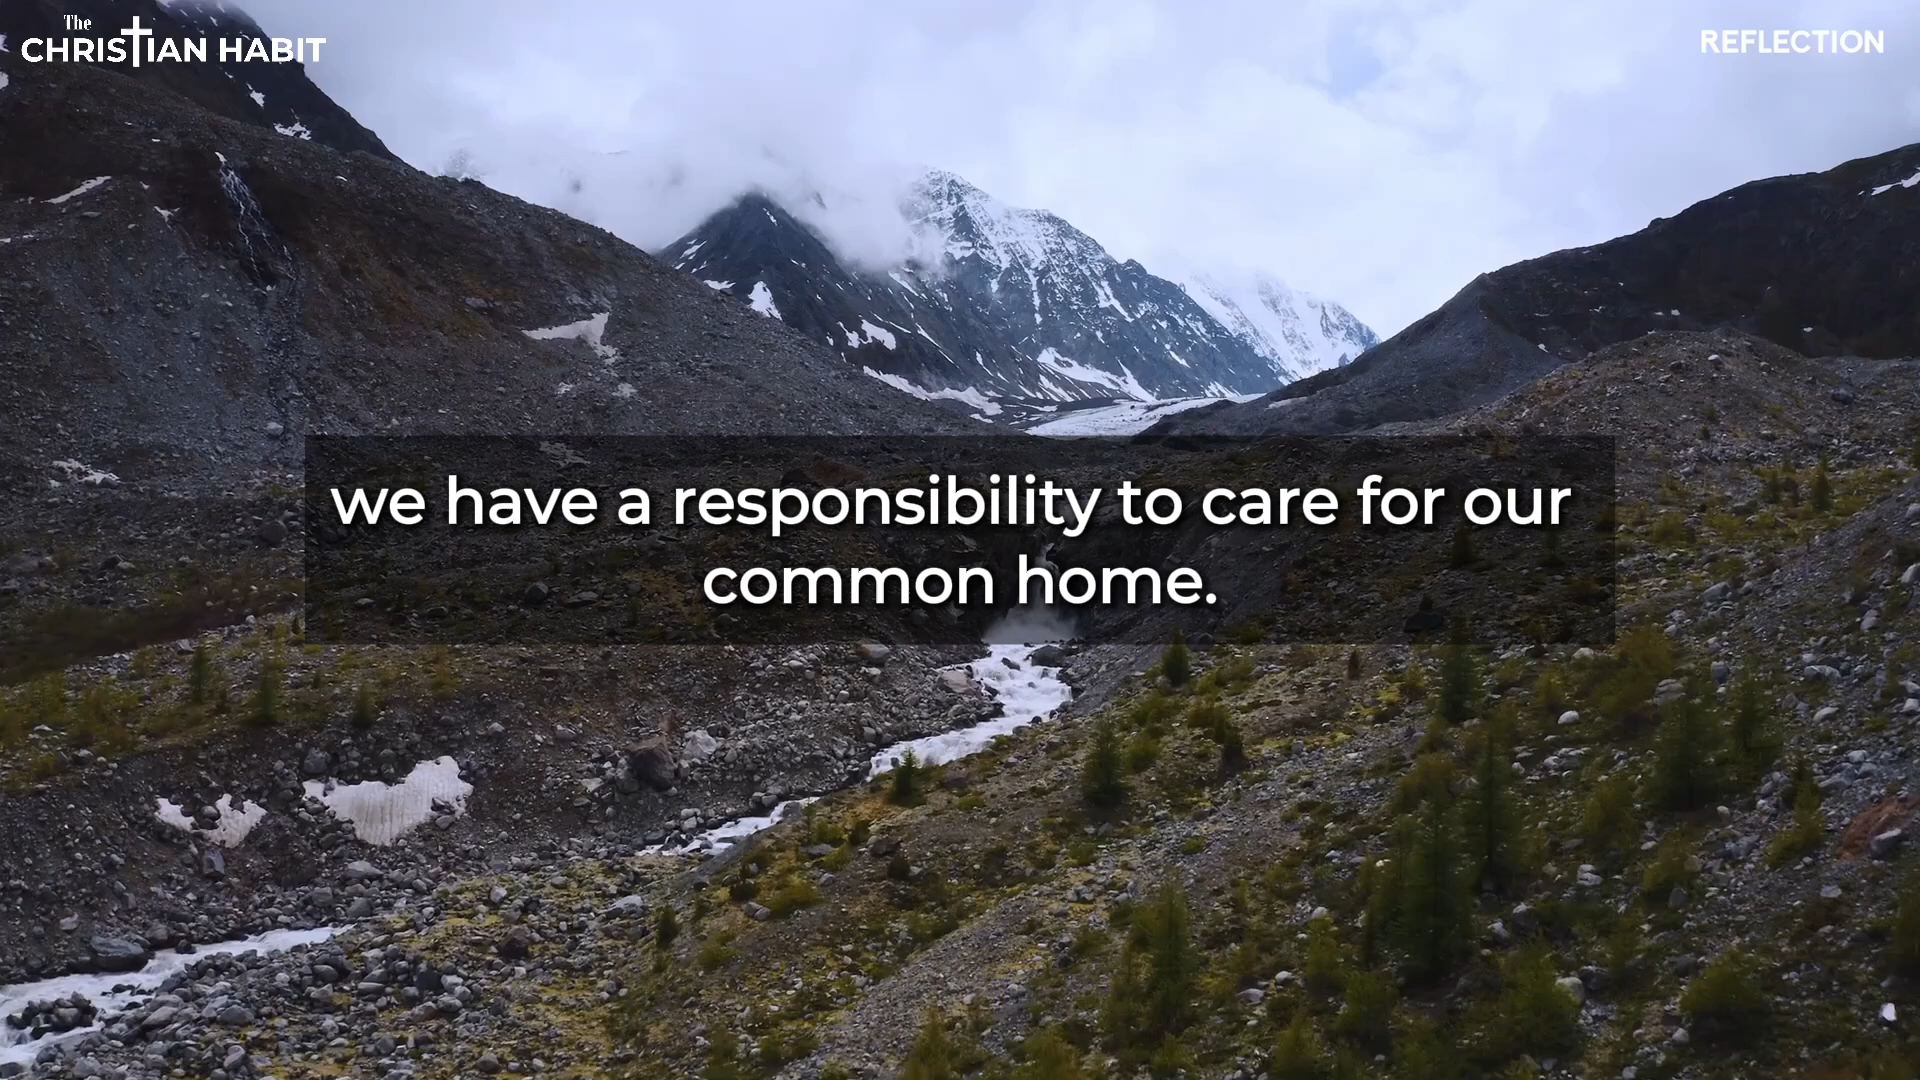 The
CHRISTIAN HABIT
REFLECTION
we have a responsibility to care for our
common home.